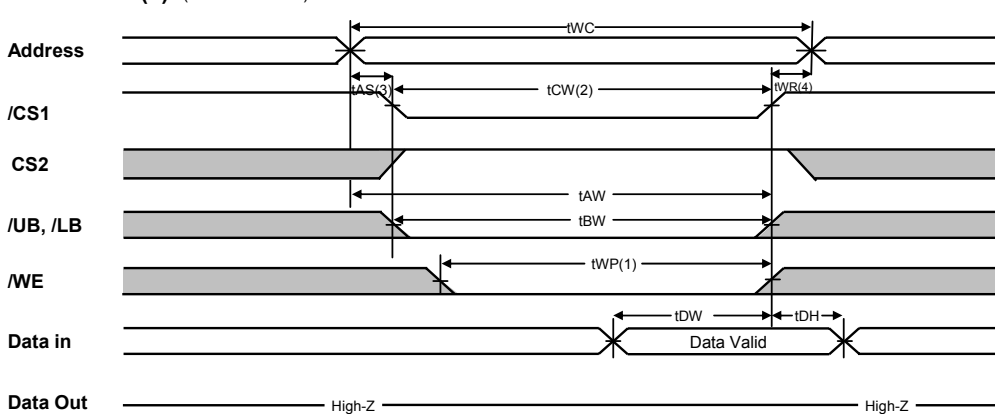 tWC
Address
tAS(3) tCW(2) tWR(4)
/CS1
CS2
tAW
/UB, /LB tBW
/WE tWP(1)
tDW tDH
Data in Data Valid
Data Out High-Z High-Z